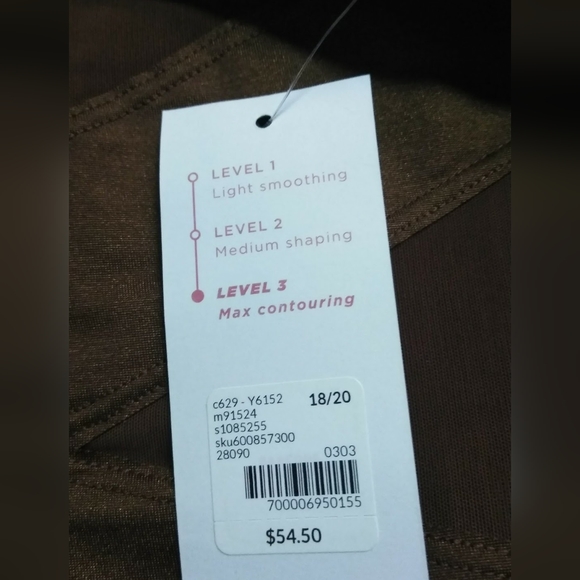 LEVEL 1
Light smoothing
LEVEL 2
Medium shaping
LEVEL 3
Max contouring
c629 - Y6152 18/20
m91524
s1085255
sku600857300
28090 0303
700006950155
$54.50